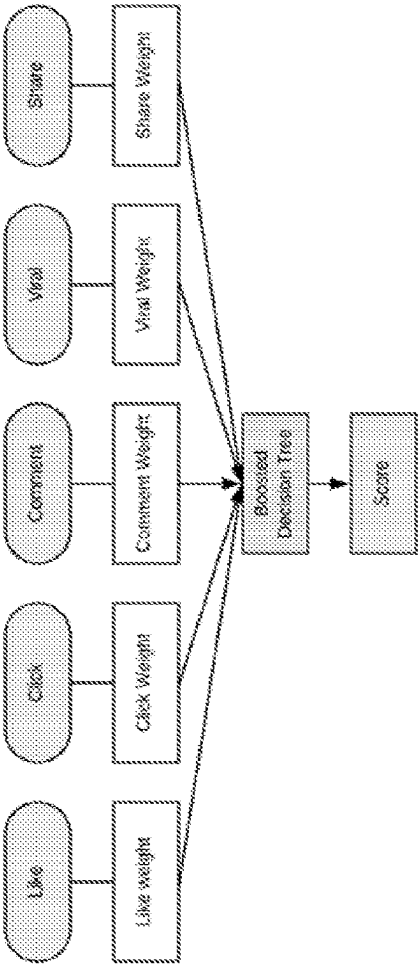 Like
Click
Comment
Viral
Share
Like weight
Click Weight
Comment Weight
Viral Weight
Share Weight
Boosted
Decision Tree
Score